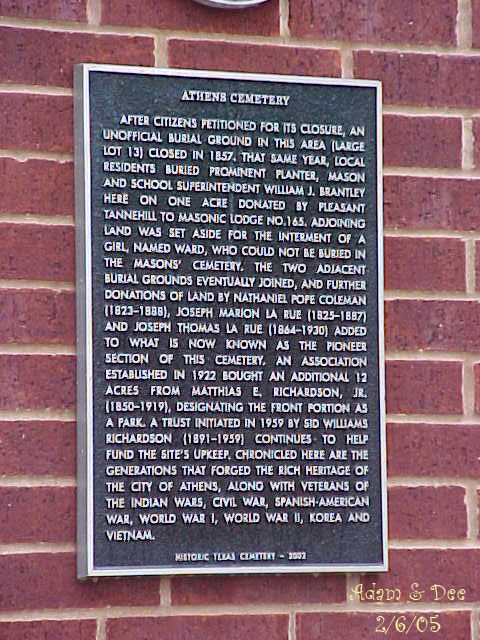 ATHENS CEMETERY
AFTER CITIZENS PETITIONED FOR ITS CLOSURE, AN
UNOFFICIAL BURIAL GROUND IN THIS AREA (LARGE
LOT 13) CLOSED IN 1857. THAT SAME YEAR, LOCAL
RESIDENTS BURIED PROMINENT PLANTER, MASON
AND SCHOOL SUPERINTENDENT WILLIAM J. BRANTLEY
HERE ON ONE ACRE DONATED BY PLEASANT
TANNEHILL TO MASONIC LODGE NO. 165. ADJOINING
LAND WAS SET ASIDE FOR THE INTERMENT OF A
GIRL, NAMED WARD, WHO COULD NOT BE BURIED IN
THE MASONS' CEMETERY. THE TWO ADJACENT
BURIAL GROUNDS EVENTUALLY JOINED, AND FURTHER
DONATIONS OF LAND BY NATHANIEL POPE COLEMAN
(1823-1888), JOSEPH MARION LA RUE (1825-1887)
AND JOSEPH THOMAS LA RUE (1864-1930) ADDED
TO WHAT IS NOW KNOWN AS THE PIONEER
SECTION OF THIS CEMETERY. AN ASSOCIATION
ESTABLISHED IN 1922 BOUGHT AN ADDITIONAL 12
ACRES FROM MATTHIAS E. RICHARDSON, JR.
(1850-1919), DESIGNATING THE FRONT PORTION AS
A PARK. A TRUST INITIATED IN 1959 BY SID WILLIAMS
RICHARDSON (1891-1959) CONTINUES TO HELP
FUND THE SITE'S UPKEEP. CHRONICLED HERE ARE THE
GENERATIONS THAT FORGED THE RICH HERITAGE OF
THE CITY OF ATHENS, ALONG WITH VETERANS OF
THE INDIAN WARS, CIVIL WAR, SPANISH-AMERICAN
WAR, WORLD WAR I, WORLD WAR II, KOREA AND
VIETNAM.
HISTORIC TEXAS CEMETERY – 2002
Adam & Dee
2/6/05